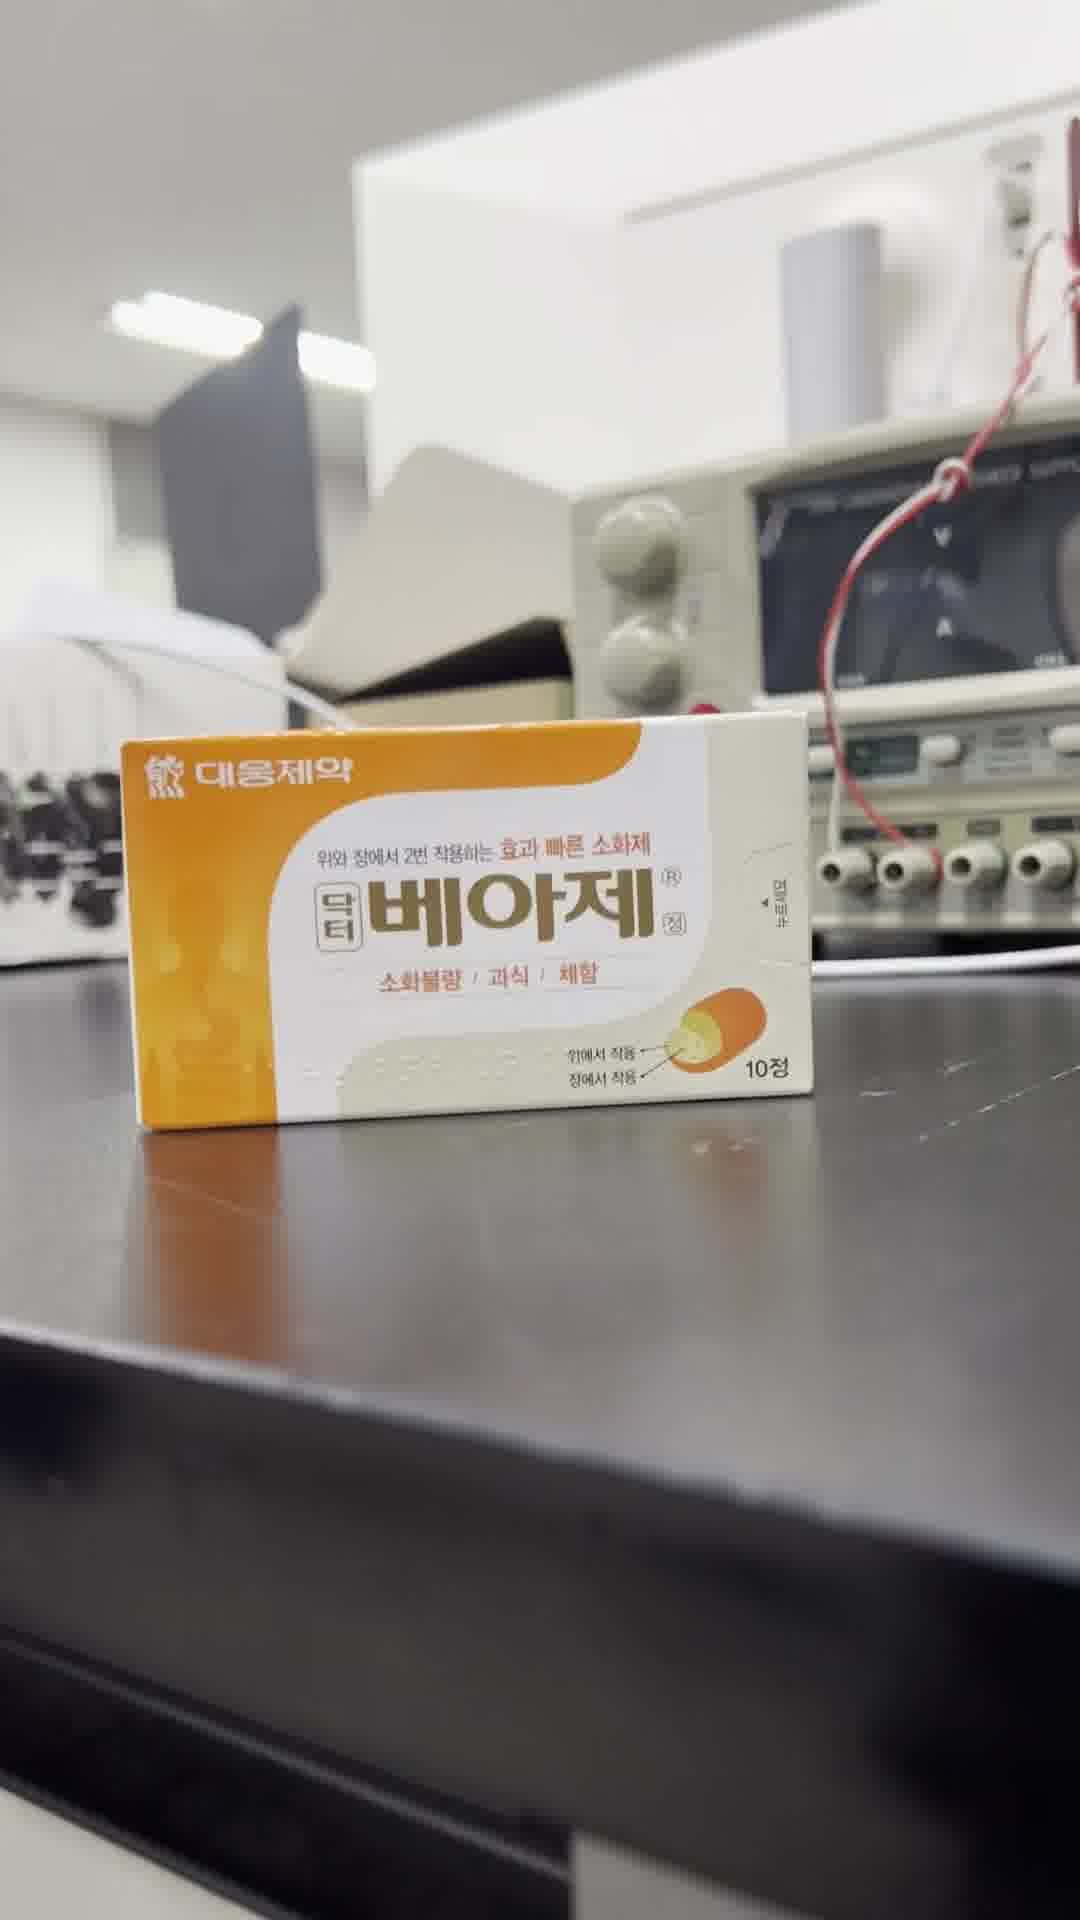 대웅제약
위와 장에서 2번 작용하는 효과 빠른 소화제
닥터 베아제® 정
소화불량 / 과식 / 체함
위에서 작용
장에서 작용
10정
V
A